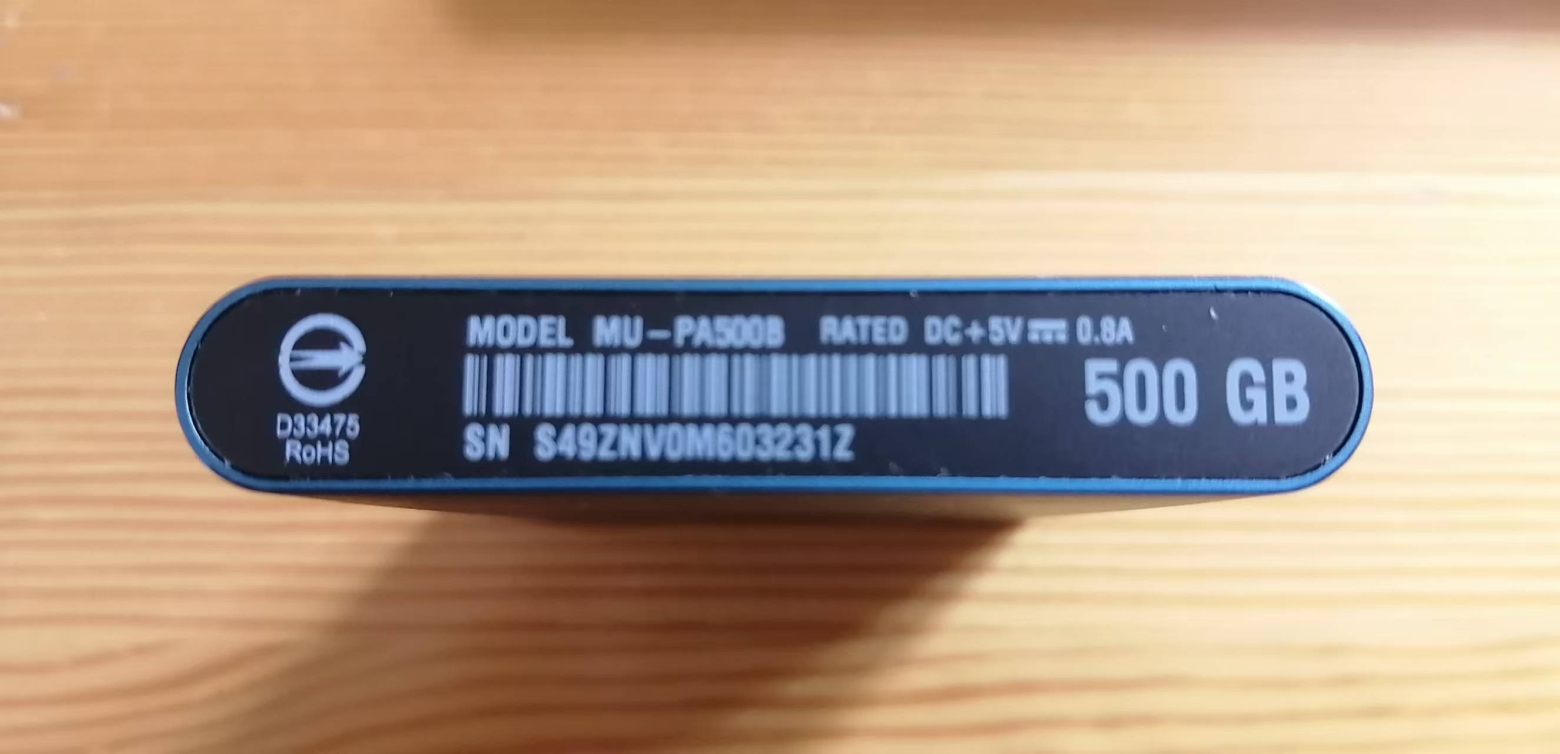 MODEL MU-PA500B RATED DC+5V⎓0.8A
500 GB
SN S49ZNV0M603231Z
D33475
RoHS